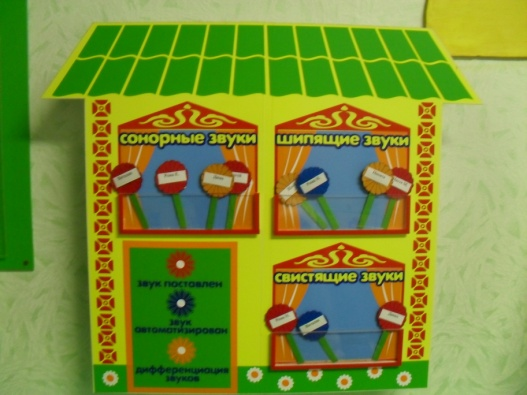 сонорные звуки
шипящие звуки
свистящие звуки
звук поставлен
звук
автоматизирован
дифференциация
звуков